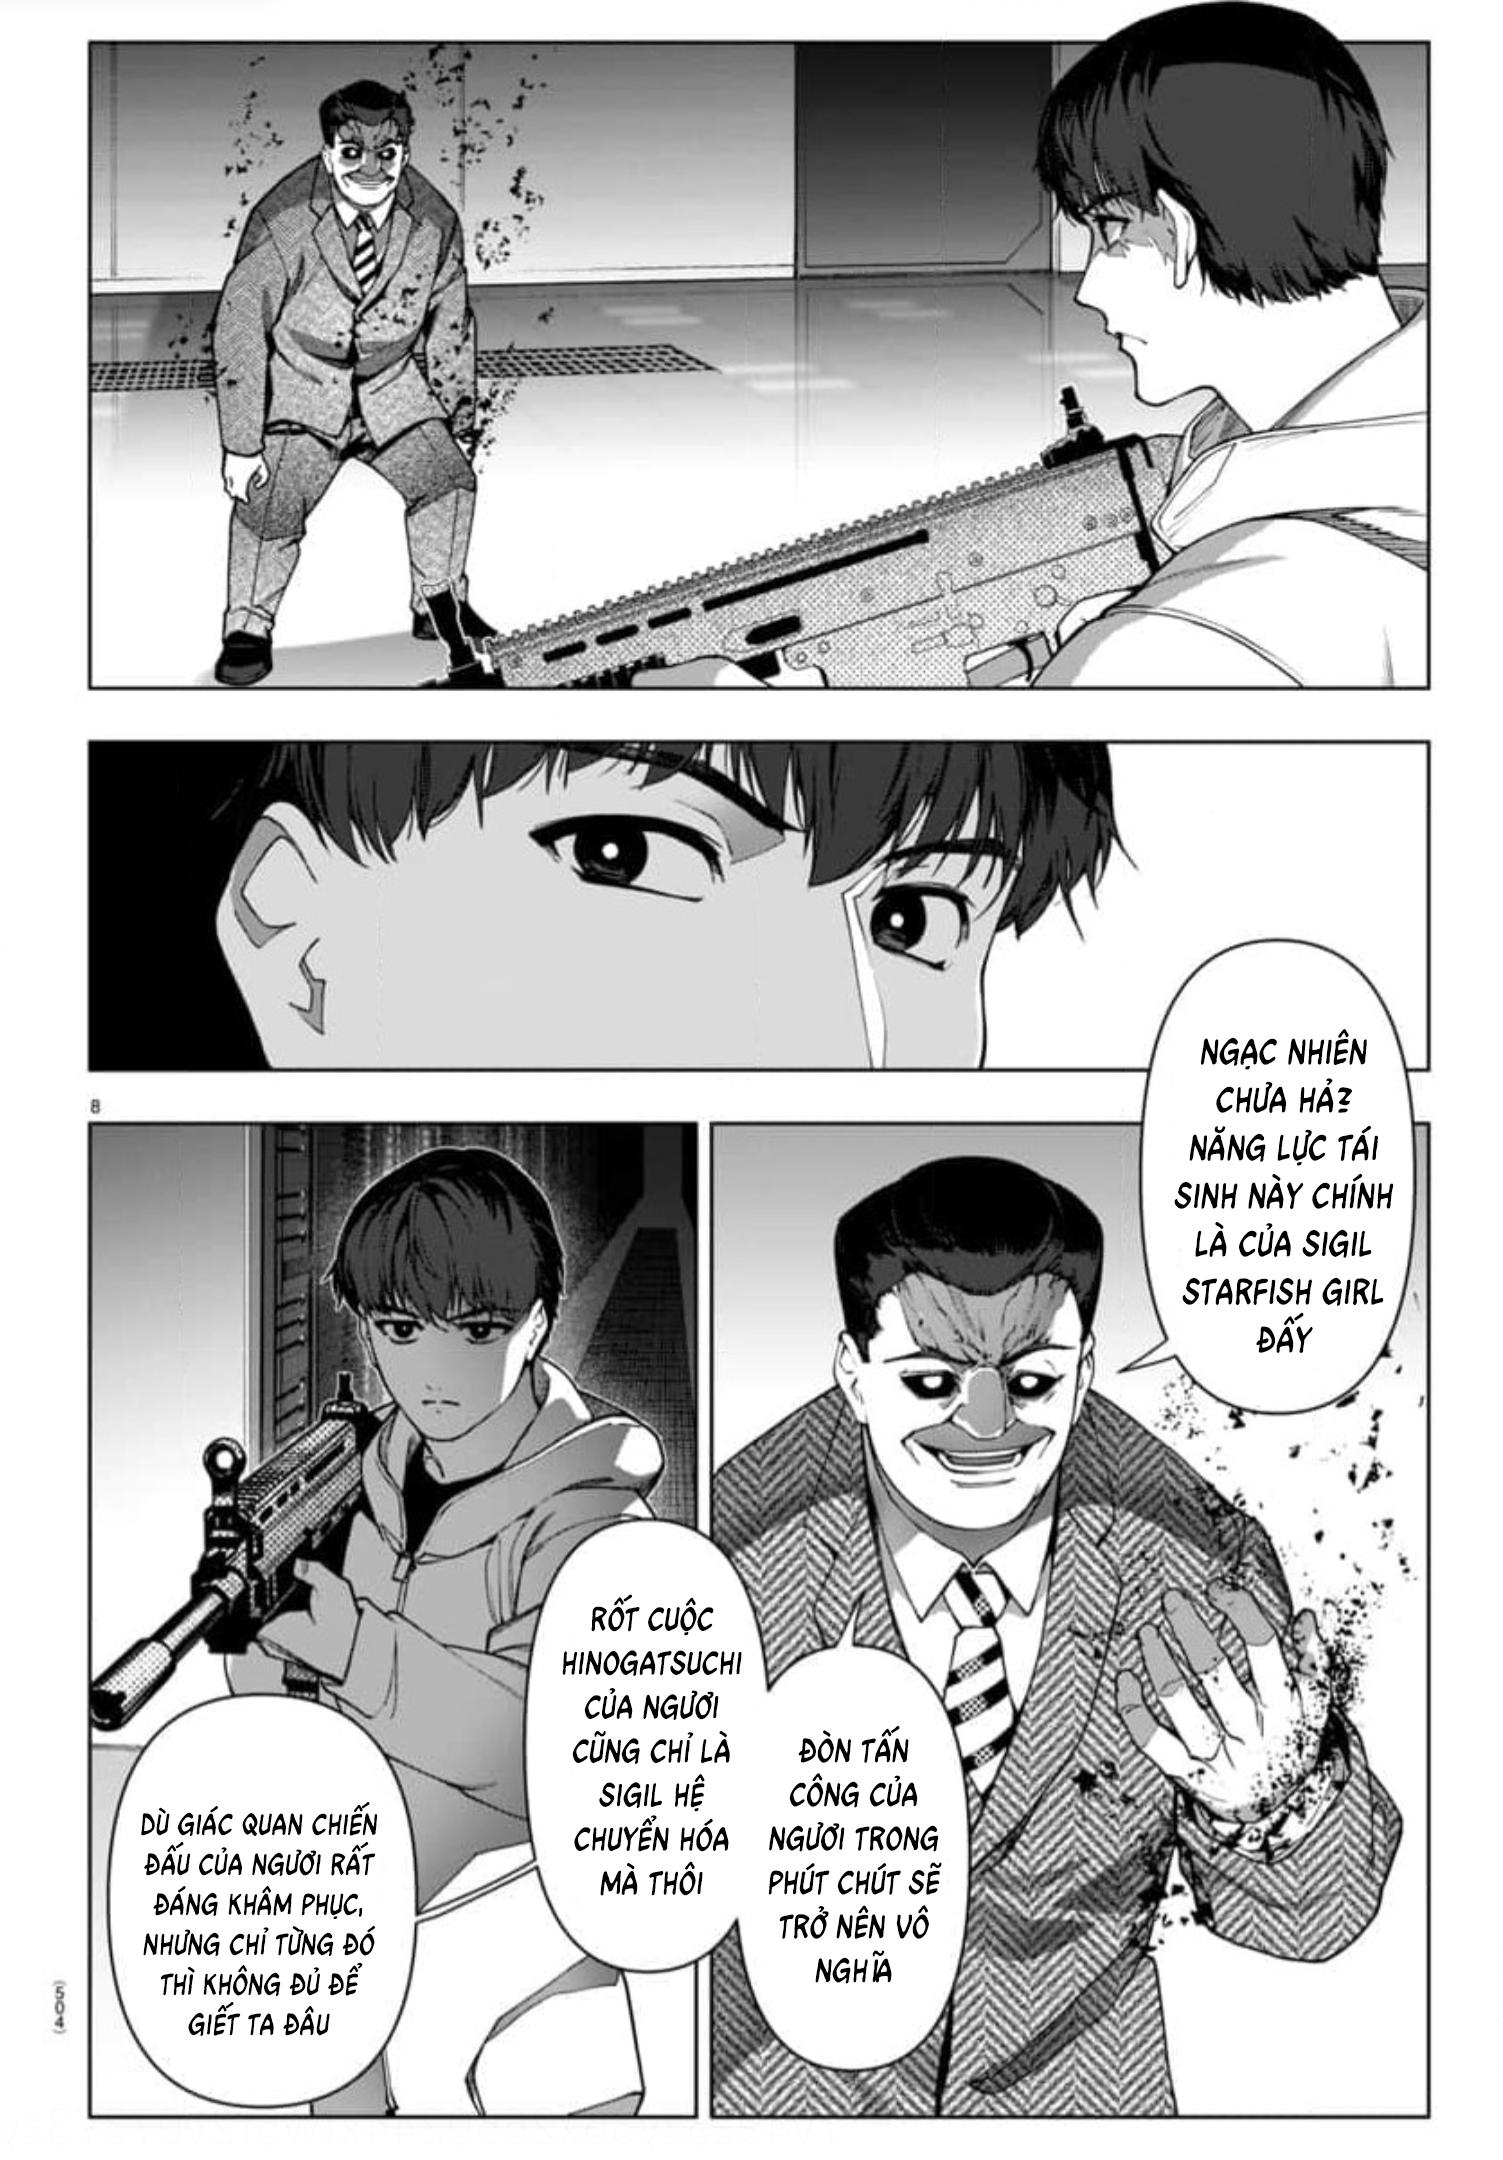 NGẠC NHIÊN
CHƯA HẢ?
NĂNG LỰC TÁI
SINH NÀY CHÍNH
LÀ CỦA SIGIL
STARFISH GIRL
ĐẤY
8
ĐÒN TẤN
CÔNG CỦA
NGƯƠI TRONG
PHÚT CHÚT SẼ
TRỞ NÊN VÔ
NGHĨA
RỐT CUỘC
HINOGATSUCHI
CỦA NGƯƠI
CŨNG CHỈ LÀ
SIGIL HỆ
CHUYỂN HÓA
MÀ THÔI
DÙ GIÁC QUAN CHIẾN
ĐẤU CỦA NGƯƠI RẤT
ĐÁNG KHÂM PHỤC,
NHƯNG CHỈ TỪNG ĐÓ
THÌ KHÔNG ĐỦ ĐỂ
GIẾT TA ĐÂU
(504)